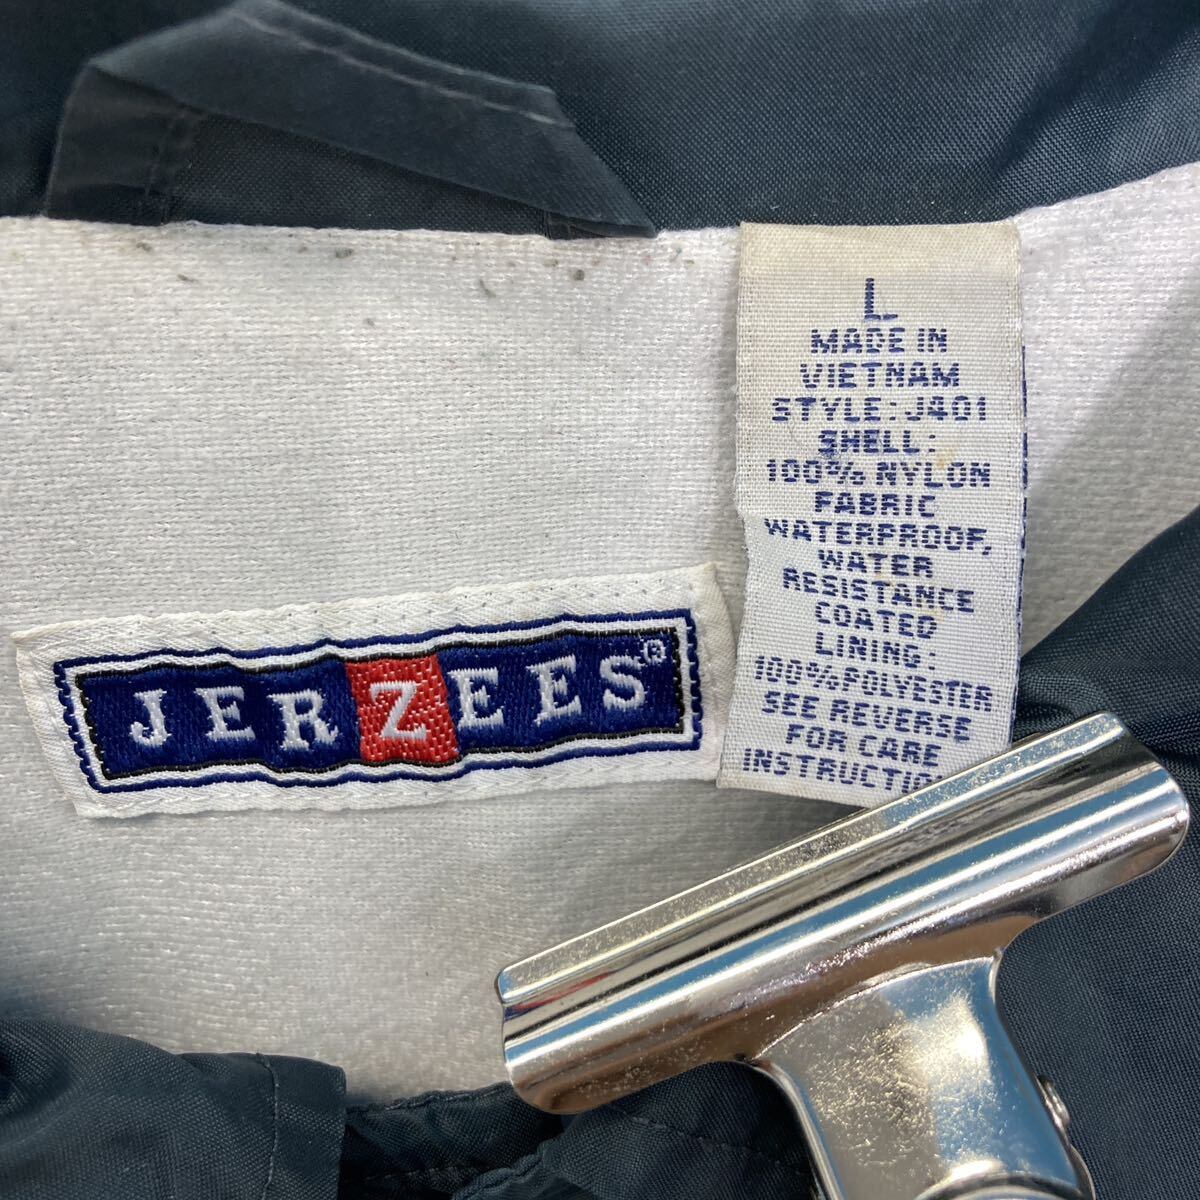 L
MADE IN
VIETNAM
STYLE: J401
SHELL:
100% NYLON
FABRIC
WATERPROOF,
WATER
RESISTANCE
COATED
LINING:
100% POLYESTER
SEE REVERSE
FOR CARE
INSTRUCTIO
JERZEES®